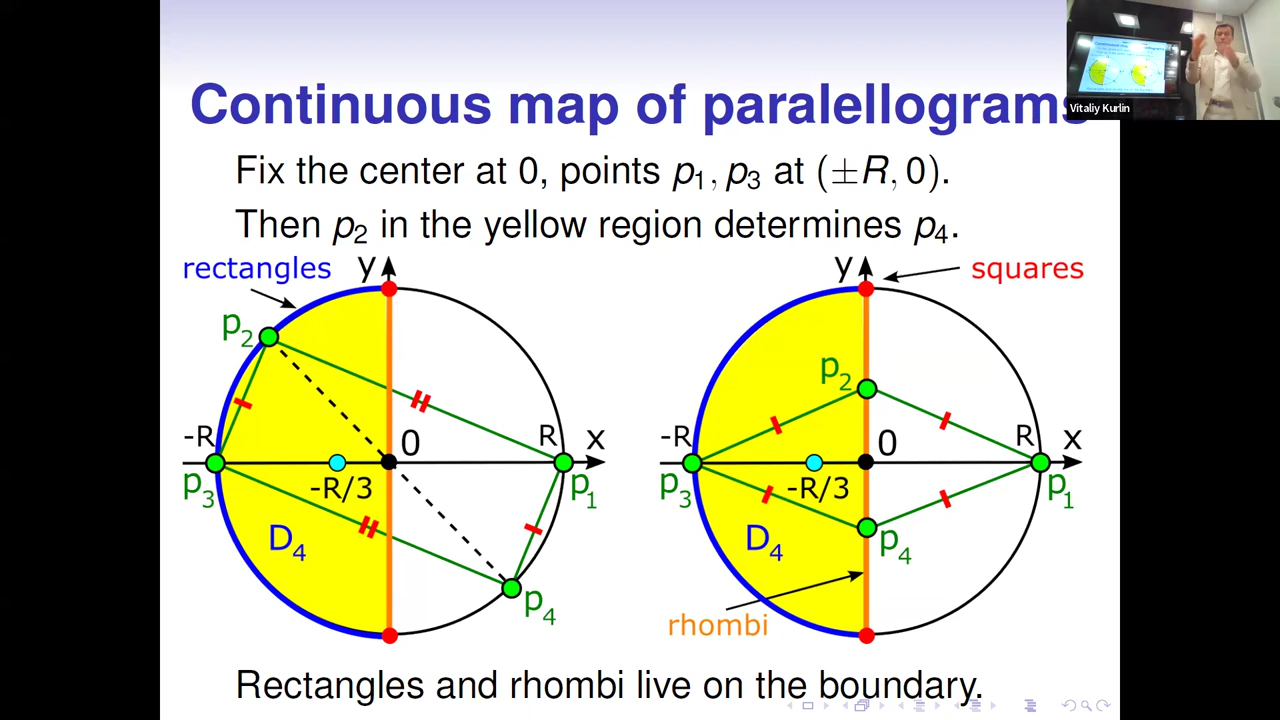 Continuous map of paralellograms
Vitaliy Kurlin
Fix the center at 0, points p₁, p₃ at (±R, 0).
Then p₂ in the yellow region determines p₄.
rectangles
y
p₂
-R
0
R
x
p₃
-R/3
p₁
D₄
p₄
y
squares
p₂
-R
0
R
x
p₃
-R/3
p₁
D₄
p₄
rhombi
Rectangles and rhombi live on the boundary.